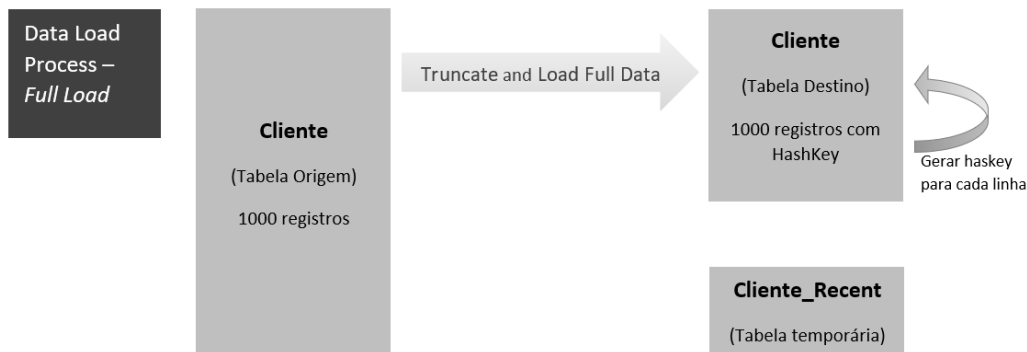 Data Load
Process –
Full Load
Cliente
(Tabela Origem)
1000 registros
Truncate and Load Full Data
Cliente
(Tabela Destino)
1000 registros com
HashKey
Gerar haskey
para cada linha
Cliente_Recent
(Tabela temporária)